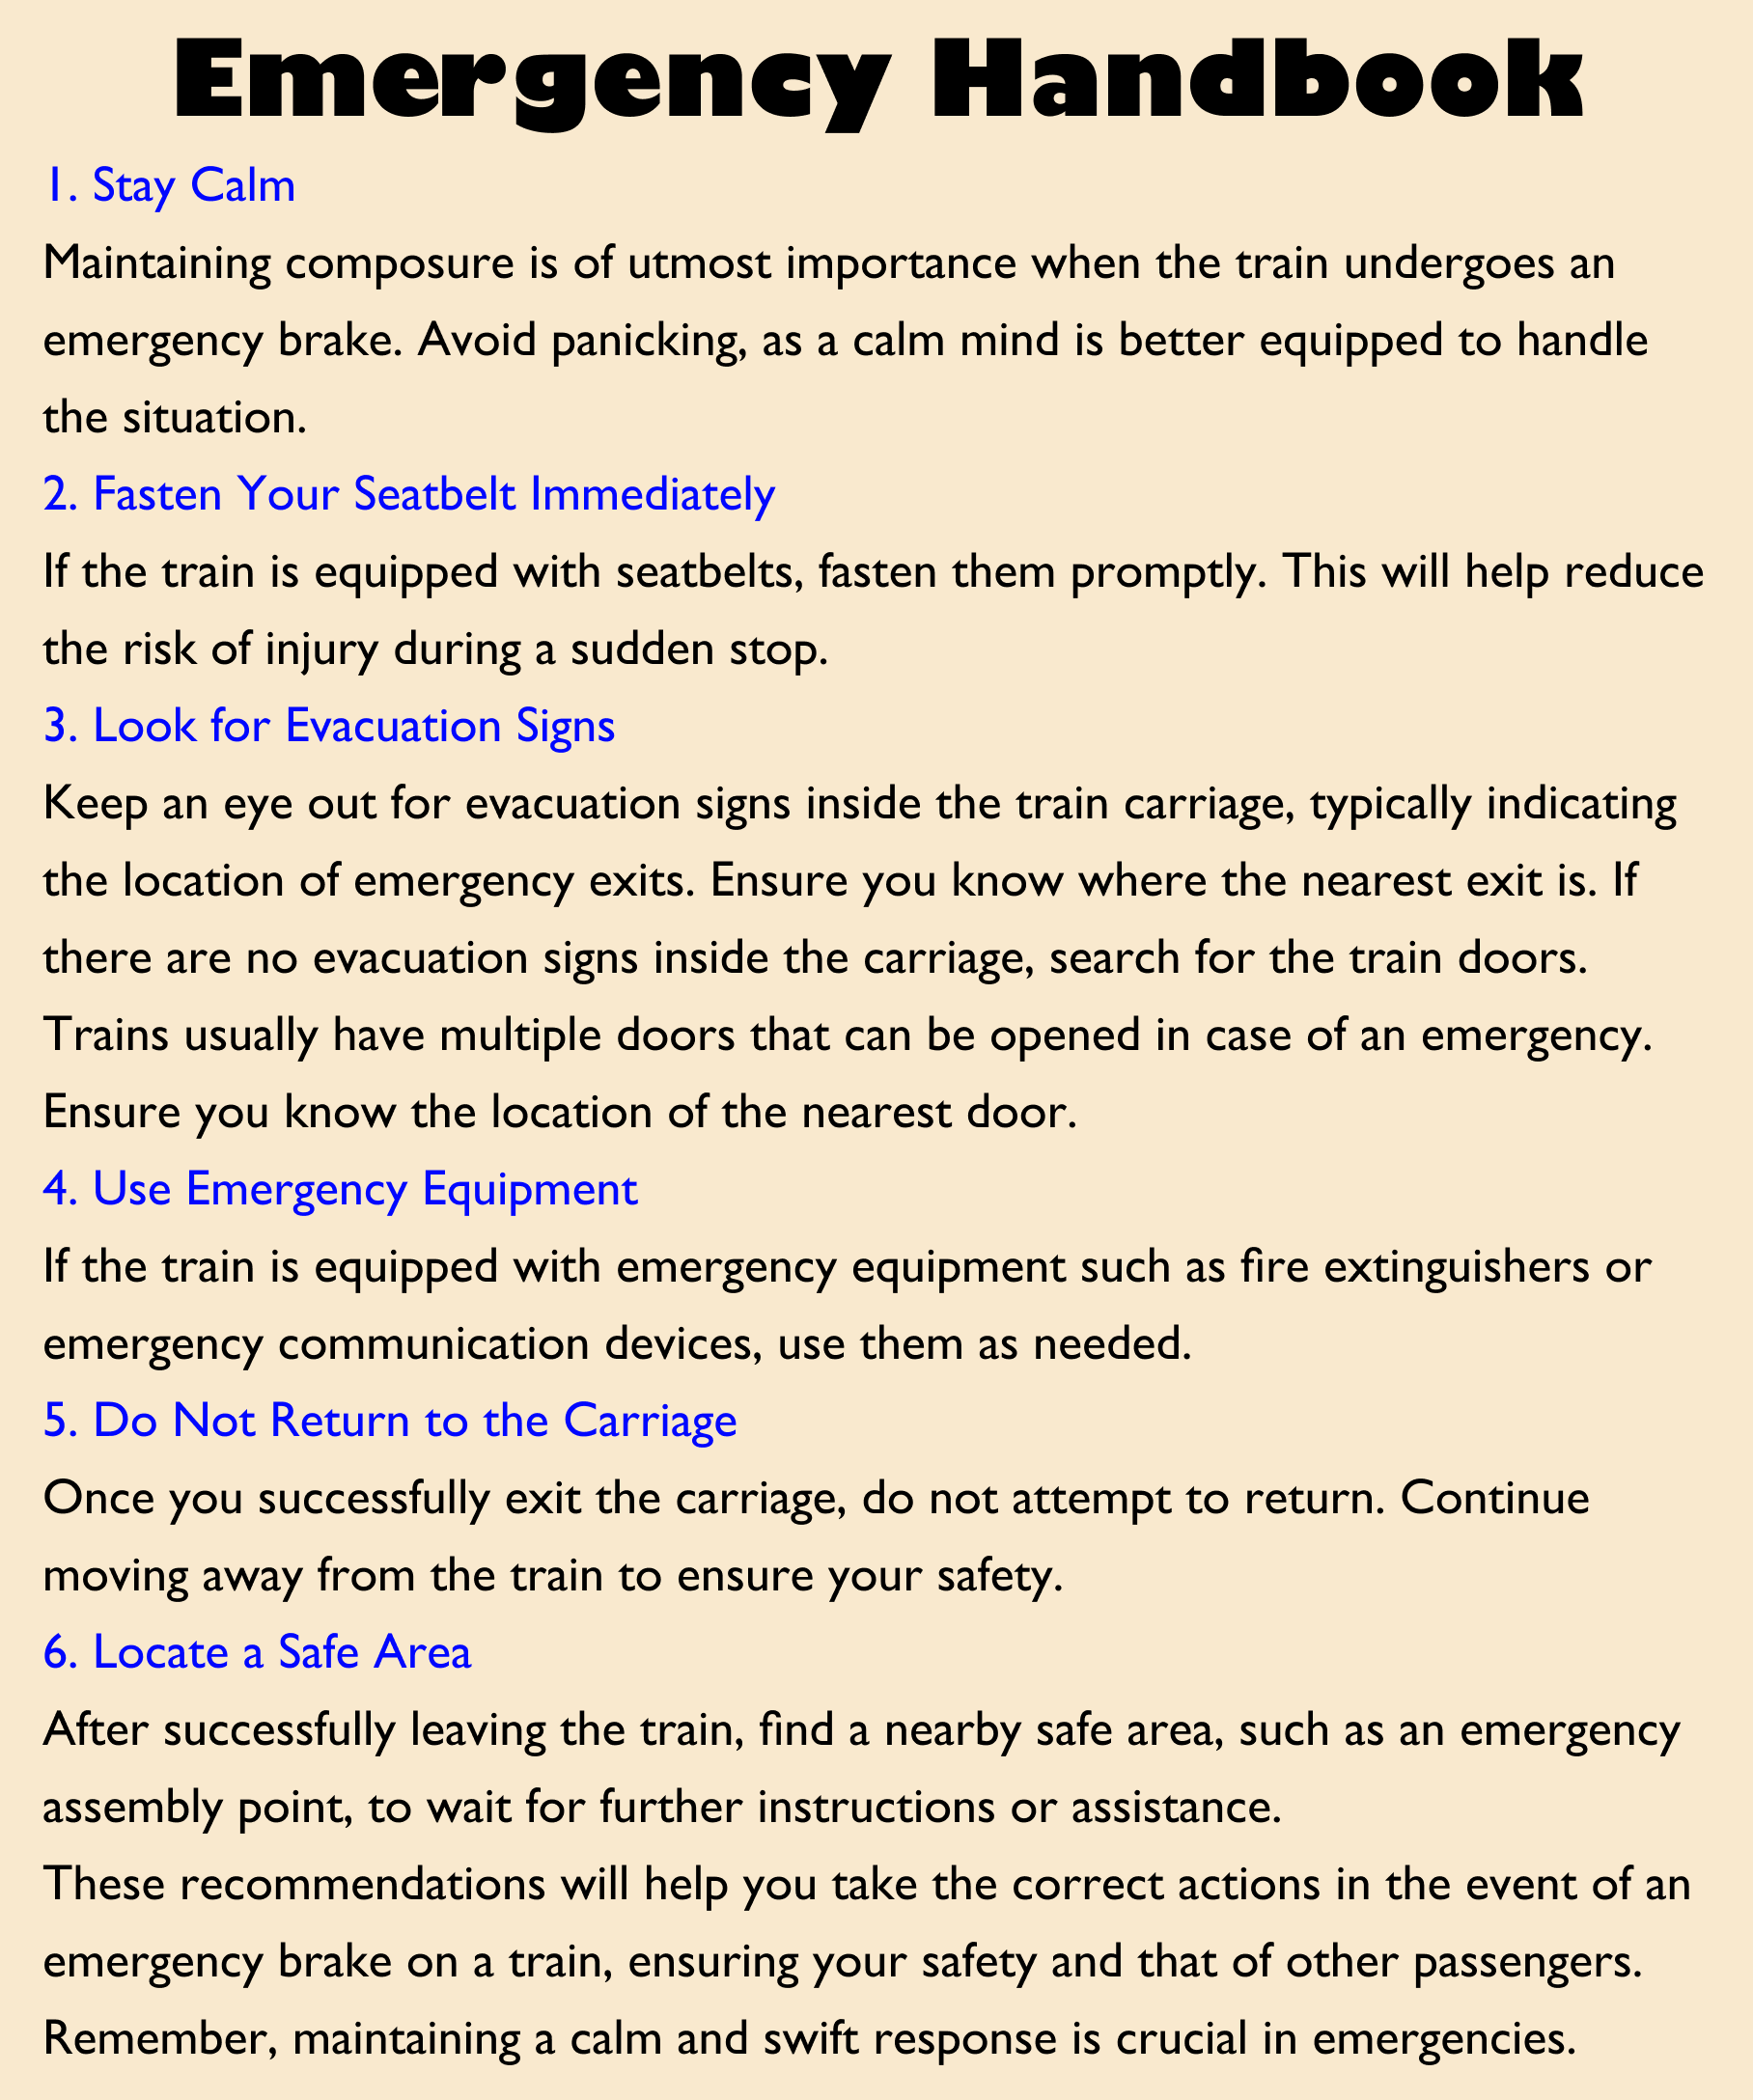 Emergency Handbook
1. Stay Calm
Maintaining composure is of utmost importance when the train undergoes an
emergency brake. Avoid panicking, as a calm mind is better equipped to handle
the situation.
2. Fasten Your Seatbelt Immediately
If the train is equipped with seatbelts, fasten them promptly. This will help reduce
the risk of injury during a sudden stop.
3. Look for Evacuation Signs
Keep an eye out for evacuation signs inside the train carriage, typically indicating
the location of emergency exits. Ensure you know where the nearest exit is. If
there are no evacuation signs inside the carriage, search for the train doors.
Trains usually have multiple doors that can be opened in case of an emergency.
Ensure you know the location of the nearest door.
4. Use Emergency Equipment
If the train is equipped with emergency equipment such as fire extinguishers or
emergency communication devices, use them as needed.
5. Do Not Return to the Carriage
Once you successfully exit the carriage, do not attempt to return. Continue
moving away from the train to ensure your safety.
6. Locate a Safe Area
After successfully leaving the train, find a nearby safe area, such as an emergency
assembly point, to wait for further instructions or assistance.
These recommendations will help you take the correct actions in the event of an
emergency brake on a train, ensuring your safety and that of other passengers.
Remember, maintaining a calm and swift response is crucial in emergencies.